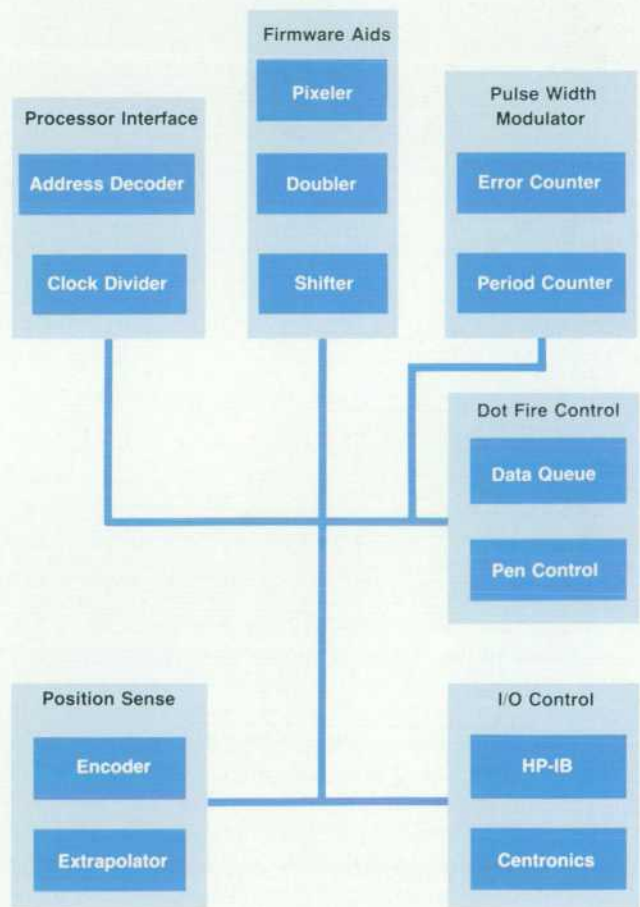 Firmware Aids
Pixeler
Doubler
Shifter
Processor Interface
Address Decoder
Clock Divider
Pulse Width
Modulator
Error Counter
Period Counter
Dot Fire Control
Data Queue
Pen Control
Position Sense
Encoder
Extrapolator
I/O Control
HP-IB
Centronics